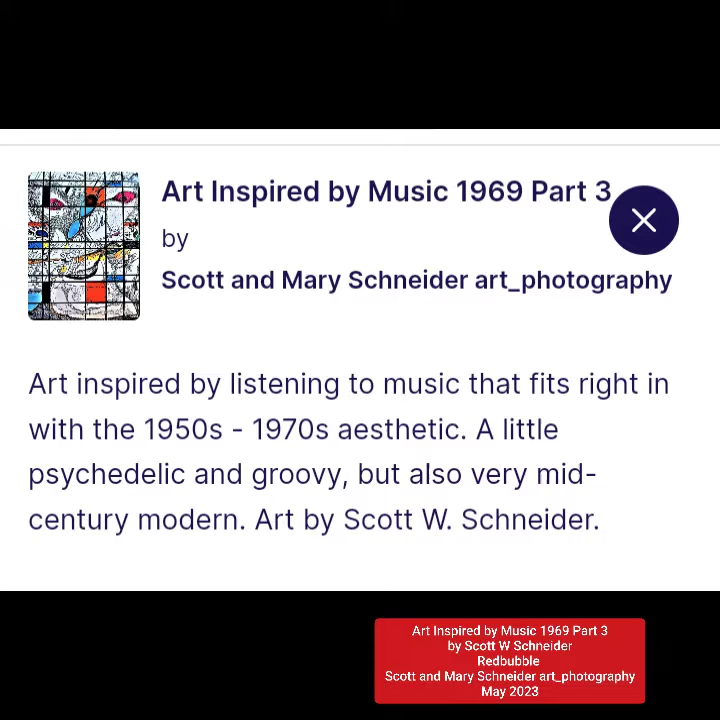 Art Inspired by Music 1969 Part 3
by
Scott and Mary Schneider art_photography
Art inspired by listening to music that fits right in
with the 1950s - 1970s aesthetic. A little
psychedelic and groovy, but also very mid-
century modern. Art by Scott W. Schneider.
Art Inspired by Music 1969 Part 3
by Scott W Schneider
Redbubble
Scott and Mary Schneider art_photography
May 2023